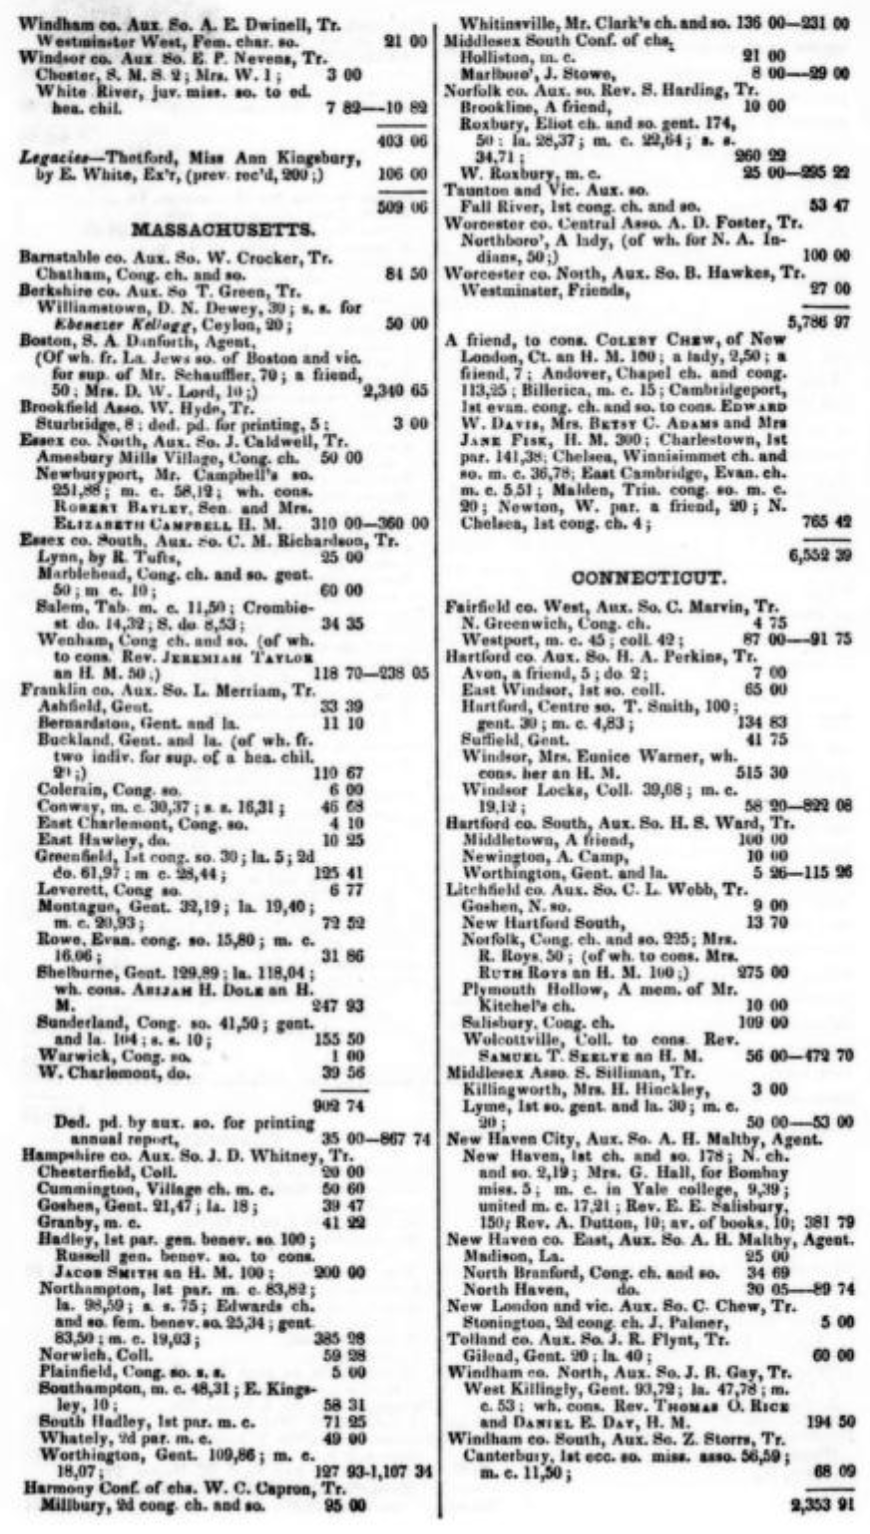 Windham co. Aux. So. A. E. Dwinell, Tr.
Westminster West, Fem. char. so. 21 00
Windsor co. Aux. So. E. P. Nevens, Tr.
Chester, S. M. S. 2; Mrs. W. 1; 3 00
White River, juv. miss. so. to ed.
hea. chil. 7 82—10 82
403 06
Legacies—Thetford, Miss Ann Kingsbury,
by E. White, Ex'r, (prev. rec'd, 200;) 106 00
509 06
MASSACHUSETTS.
Barnstable co. Aux. So. W. Crocker, Tr.
Chatham, Cong. ch. and so. 84 50
Berkshire co. Aux. So T. Green, Tr.
Williamstown, D. N. Dewey, 30; s. s. for
Ebenezer Kellogg, Ceylon, 20; 50 00
Boston, S. A. Danforth, Agent,
(Of wh. fr. La. Jews so. of Boston and vic.
for sup. of Mr. Schauffler, 70; a friend,
50; Mrs. D. W. Lord, 10;) 2,340 65
Brookfield Asso. W. Hyde, Tr.
Sturbridge, 8; ded. pd. for printing, 5; 3 00
Essex co. North, Aux. So. J. Caldwell, Tr.
Amesbury Mills Village, Cong. ch. 50 00
Newburyport, Mr. Campbell's so.
251,88; m. c. 58,12; wh. cons.
ROBERT BAYLEY, Sen. and Mrs.
ELIZABETH CAMPBELL H. M. 310 00—360 00
Essex co. South, Aux. So. C. M. Richardson, Tr.
Lynn, by R. Tufts, 25 00
Marblehead, Cong. ch. and so. gent.
50; m c. 10; 60 00
Salem, Tab. m. c. 11,50; Crombie-
st do. 14,32; S. do. 8,53; 34 35
Wenham, Cong ch. and so. (of wh.
to cons. Rev. JEREMIAH TAYLOR
an H. M. 50.) 118 70—238 05
Franklin co. Aux. So. L. Merriam, Tr.
Ashfield, Gent. 33 39
Bernardston, Gent. and la. 11 10
Buckland, Gent. and la. (of wh. fr.
two indiv. for sup. of a hea. chil.
20;) 110 67
Colerain, Cong. so. 6 00
Conway, m. c. 30,37; s. s. 16,31; 46 68
East Charlemont, Cong. so. 4 10
East Hawley, do. 10 25
Greenfield, 1st cong. so. 30; la. 5; 2d
do. 61,97; m c. 28,44; 125 41
Leverett, Cong so. 6 77
Montague, Gent. 32,19; la. 19,40;
m. c. 20,93; 72 52
Rowe, Evan. cong. so. 15,80; m. c.
16.06; 31 86
Shelburne, Gent. 129,89; la. 118,04;
wh. cons. ABIJAH H. DOLE an H.
M. 247 93
Sunderland, Cong. so. 41,50; gent.
and la. 104; s. s. 10; 155 50
Warwick, Cong. so. 1 00
W. Charlemont, do. 39 56
902 74
Ded. pd. by aux. so. for printing
annual report, 35 00—867 74
Hampshire co. Aux. So. J. D. Whitney, Tr.
Chesterfield, Coll. 20 00
Cummington, Village ch. m. c. 50 60
Goshen, Gent. 21,47; la. 18; 39 47
Granby, m. c. 41 22
Hadley, 1st par. gen. benev. so. 100;
Russell gen. benev. so. to cons.
JACOB SMITH an H. M. 100; 200 00
Northampton, 1st par. m. c. 83,82;
la. 98,59; s. s. 75; Edwards ch.
and so. fem. benev. so. 25,34; gent.
83,50; m. c. 19,03; 385 28
Norwich, Coll. 59 28
Plainfield, Cong. so. s. s. 5 00
Southampton, m. c. 48,31; E. Kings-
ley, 10; 58 31
South Hadley, 1st par. m. c. 71 25
Whately, 2d par. m. c. 49 00
Worthington, Gent. 109,86; m. c.
18,07; 127 93-1,107 34
Harmony Conf. of chs. W. C. Capron, Tr.
Millbury, 2d cong. ch. and so. 95 00
Whitinsville, Mr. Clark's ch. and so. 136 00—231 00
Middlesex South Conf. of chs.
Holliston, m. c. 21 00
Marlboro', J. Stowe, 8 00—29 00
Norfolk co. Aux. so. Rev. S. Harding, Tr.
Brookline, A friend, 10 00
Roxbury, Eliot ch. and so. gent. 174,
50; la. 28,37; m. c. 22,64; s. s.
34,71; 260 22
W. Roxbury, m. c. 25 00—295 22
Taunton and Vic. Aux. so.
Fall River, 1st cong. ch. and so. 53 47
Worcester co. Central Asso. A. D. Foster, Tr.
Northboro', A lady, (of wh. for N. A. In-
dians, 50;) 100 00
Worcester co. North, Aux. So. B. Hawkes, Tr.
Westminster, Friends, 27 00
5,786 97
A friend, to cons. COLEBY CHEW, of New
London, Ct. an H. M. 100; a lady, 2,50; a
friend, 7; Andover, Chapel ch. and cong.
113,25; Billerica, m. c. 15; Cambridgeport,
1st evan. cong. ch. and so. to cons. EDWARD
W. DAVIS, Mrs. BETSY C. ADAMS and Mrs
JANE FISK, H. M. 300; Charlestown, 1st
par. 141,38; Chelsea, Winnisimmet ch. and
so. m. c. 36,78; East Cambridge, Evan. ch.
m. c. 5,51; Malden, Trin. cong. so. m. c.
20; Newton, W. par. a friend, 20; N.
Chelsea, 1st cong. ch. 4; 765 42
6,552 39
CONNECTICUT.
Fairfield co. West, Aux. So. C. Marvin, Tr.
N. Greenwich, Cong. ch. 4 75
Westport, m. c. 45; coll. 42; 87 00—91 75
Hartford co. Aux. So. H. A. Perkins, Tr.
Avon, a friend, 5; do 2; 7 00
East Windsor, 1st so. coll. 65 00
Hartford, Centre so. T. Smith, 100;
gent. 30; m. c. 4,83; 134 83
Suffield, Gent. 41 75
Windsor, Mrs. Eunice Warner, wh.
cons. her an H. M. 515 30
Windsor Locks, Coll. 39,08; m. c.
19,12; 58 20—822 08
Hartford co. South, Aux. So. H. S. Ward, Tr.
Middletown, A friend, 100 00
Newington, A. Camp, 10 00
Worthington, Gent. and la. 5 26—115 26
Litchfield co. Aux. So. C. L. Webb, Tr.
Goshen, N. so. 9 00
New Hartford South, 13 70
Norfolk, Cong. ch. and so. 225; Mrs.
R. Roys, 50; (of wh. to cons. Mrs.
RUTH ROYS an H. M. 100;) 275 00
Plymouth Hollow, A mem. of Mr.
Kitchel's ch. 10 00
Salisbury, Cong. ch. 109 00
Wolcottville, Coll. to cons. Rev.
SAMUEL T. SEELYE an H. M. 56 00—472 70
Middlesex Asso. S. Silliman, Tr.
Killingworth, Mrs. H. Hinckley, 3 00
Lyme, 1st so. gent. and la. 30; m. c.
20; 50 00—53 00
New Haven City, Aux. So. A. H. Maltby, Agent.
New Haven, 1st ch. and so. 178; N. ch.
and so. 2,19; Mrs. G. Hall, for Bombay
miss. 5; m. c. in Yale college, 9,39;
united m. c. 17,21; Rev. E. E. Salisbury,
150; Rev. A. Dutton, 10; av. of books, 10; 381 79
New Haven co. East, Aux. So. A. H. Maltby, Agent.
Madison, La. 25 00
North Branford, Cong. ch. and so. 34 69
North Haven, do. 30 05—89 74
New London and vic. Aux. So. C. Chew, Tr.
Stonington, 2d cong. ch. J. Palmer, 5 00
Tolland co. Aux. So. J. R. Flynt, Tr.
Gilead, Gent. 20; la. 40; 60 00
Windham co. North, Aux. So. J. B. Gay, Tr.
West Killingly, Gent. 93,72; la. 47,78; m.
c. 53; wh. cons. Rev. THOMAS O. RICE
and DANIEL E. DAY, H. M. 194 50
Windham co. South, Aux. So. Z. Storrs, Tr.
Canterbury, 1st ecc. so. miss. asso. 56,59;
m. c. 11,50; 68 09
2,353 91